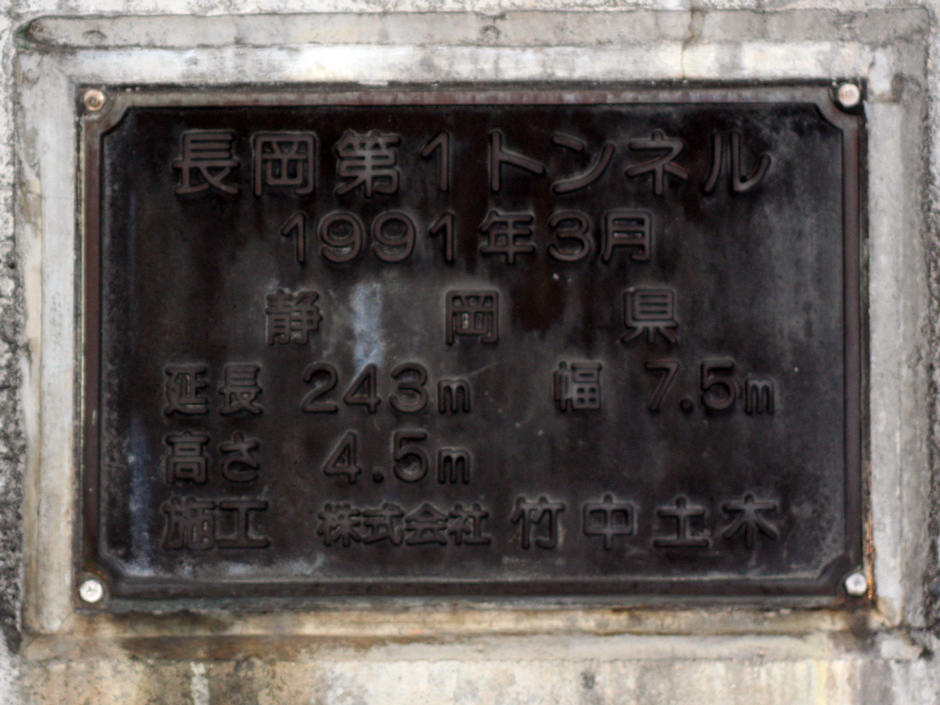 長岡第1トンネル
1991年3月
静岡県
延長 243m 幅 7.5m
高さ 4.5m
施工 株式会社 竹中土木